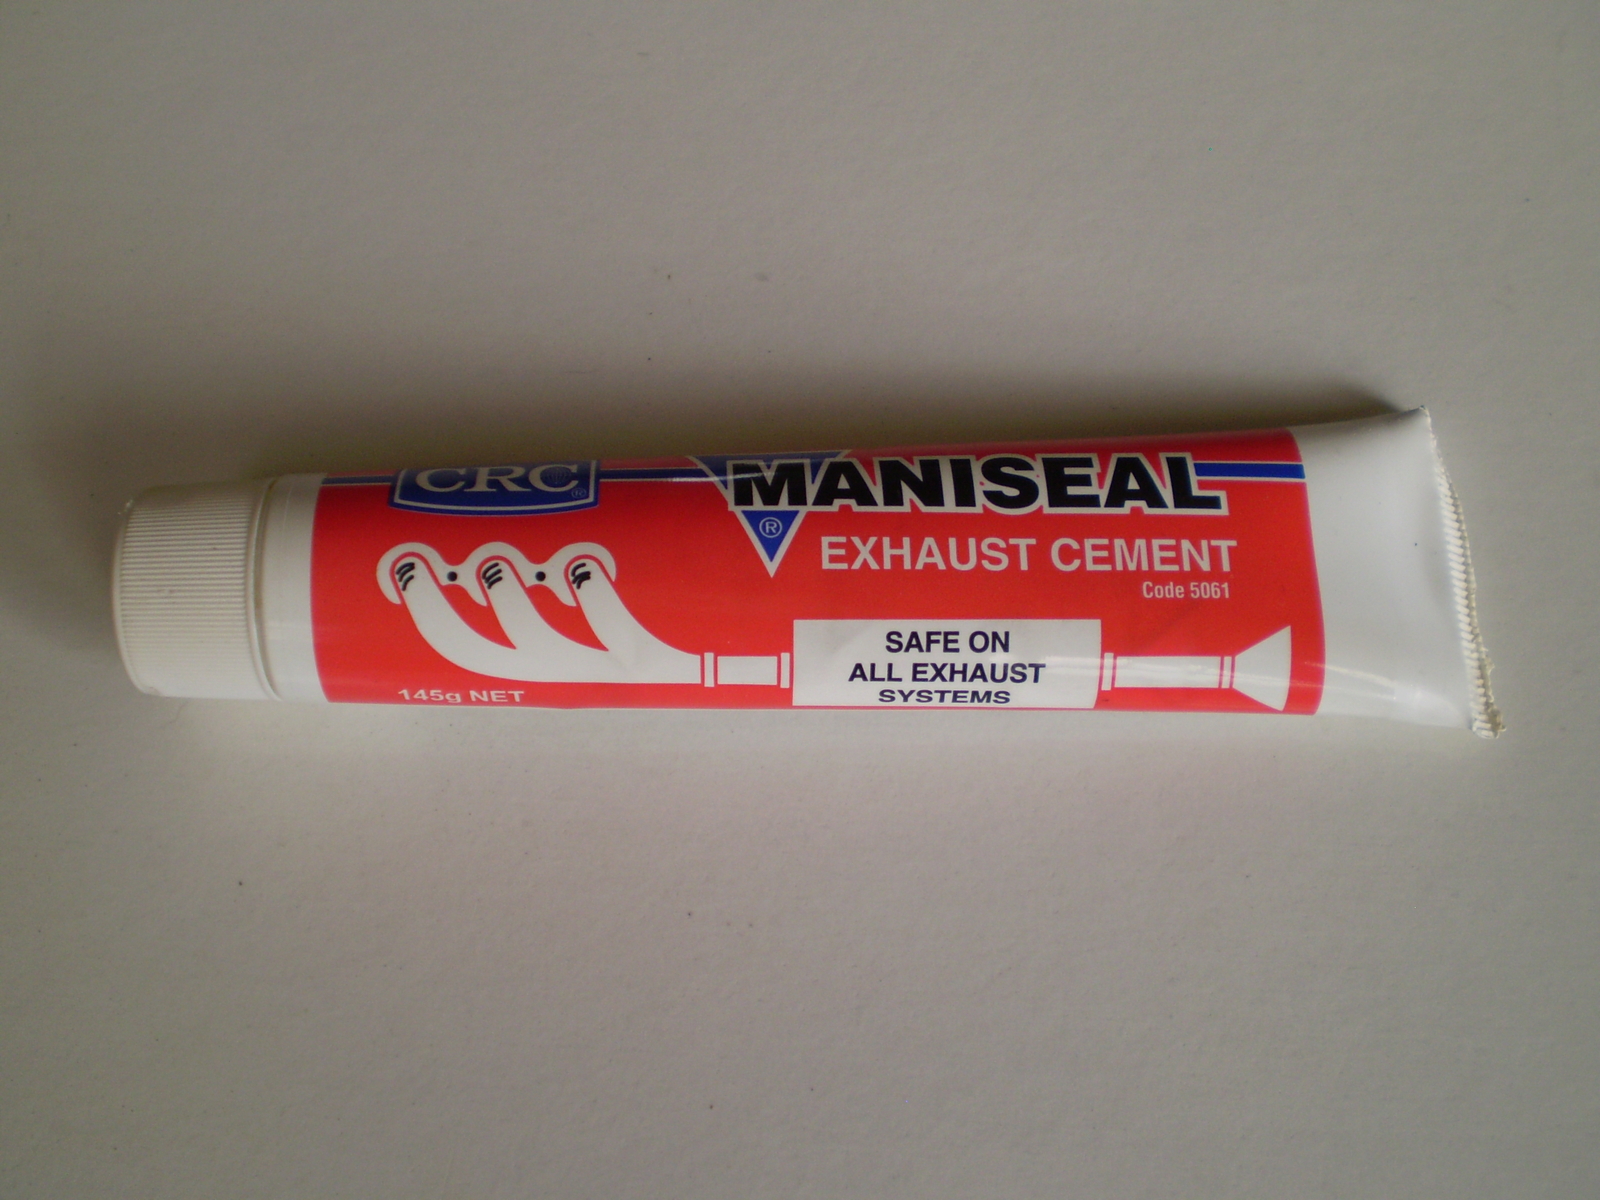 CRC
®
MANISEAL
®
EXHAUST CEMENT
Code 5061
SAFE ON
ALL EXHAUST
SYSTEMS
145g NET